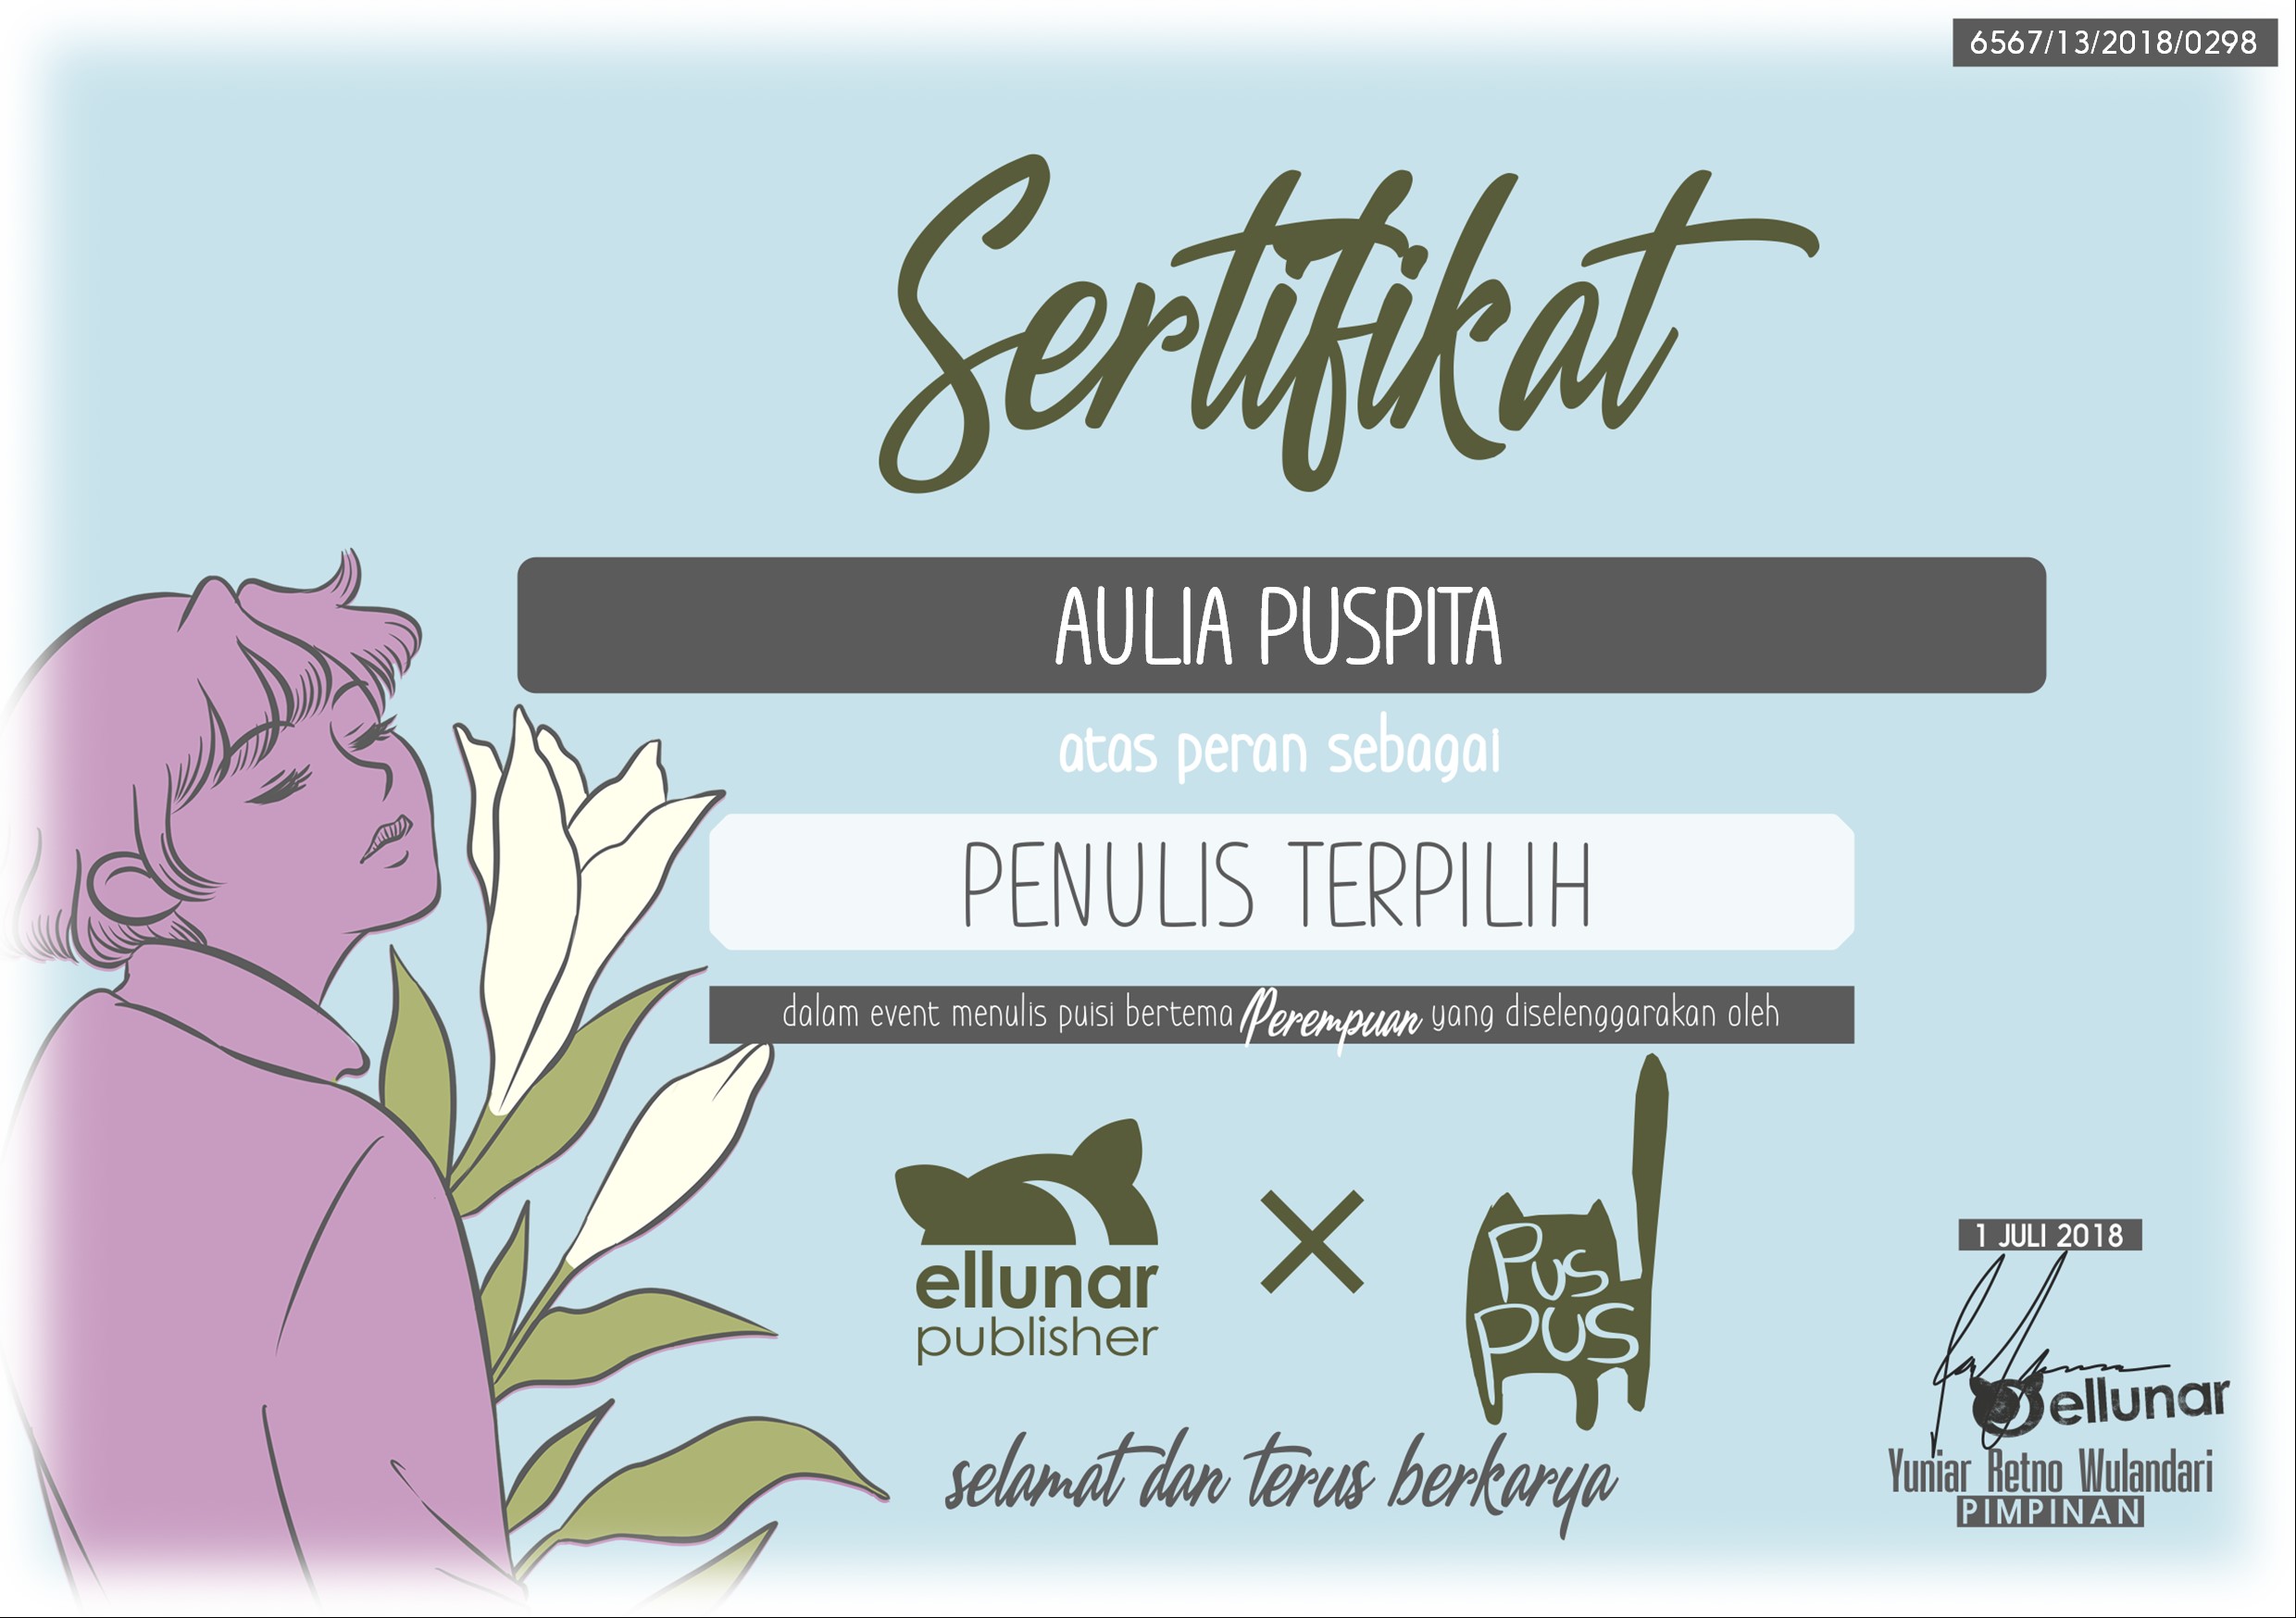 6567/13/2018/0298
Sertifikat
AULIA PUSPITA
atas peran sebagai
PENULIS TERPILIH
dalam event menulis puisi bertema Perempuan yang diselenggarakan oleh
ellunar
publisher
×
PUS
PUS
selamat dan terus berkarya
1 JULI 2018
ellunar
Yuniar Retno Wulandari
PIMPINAN